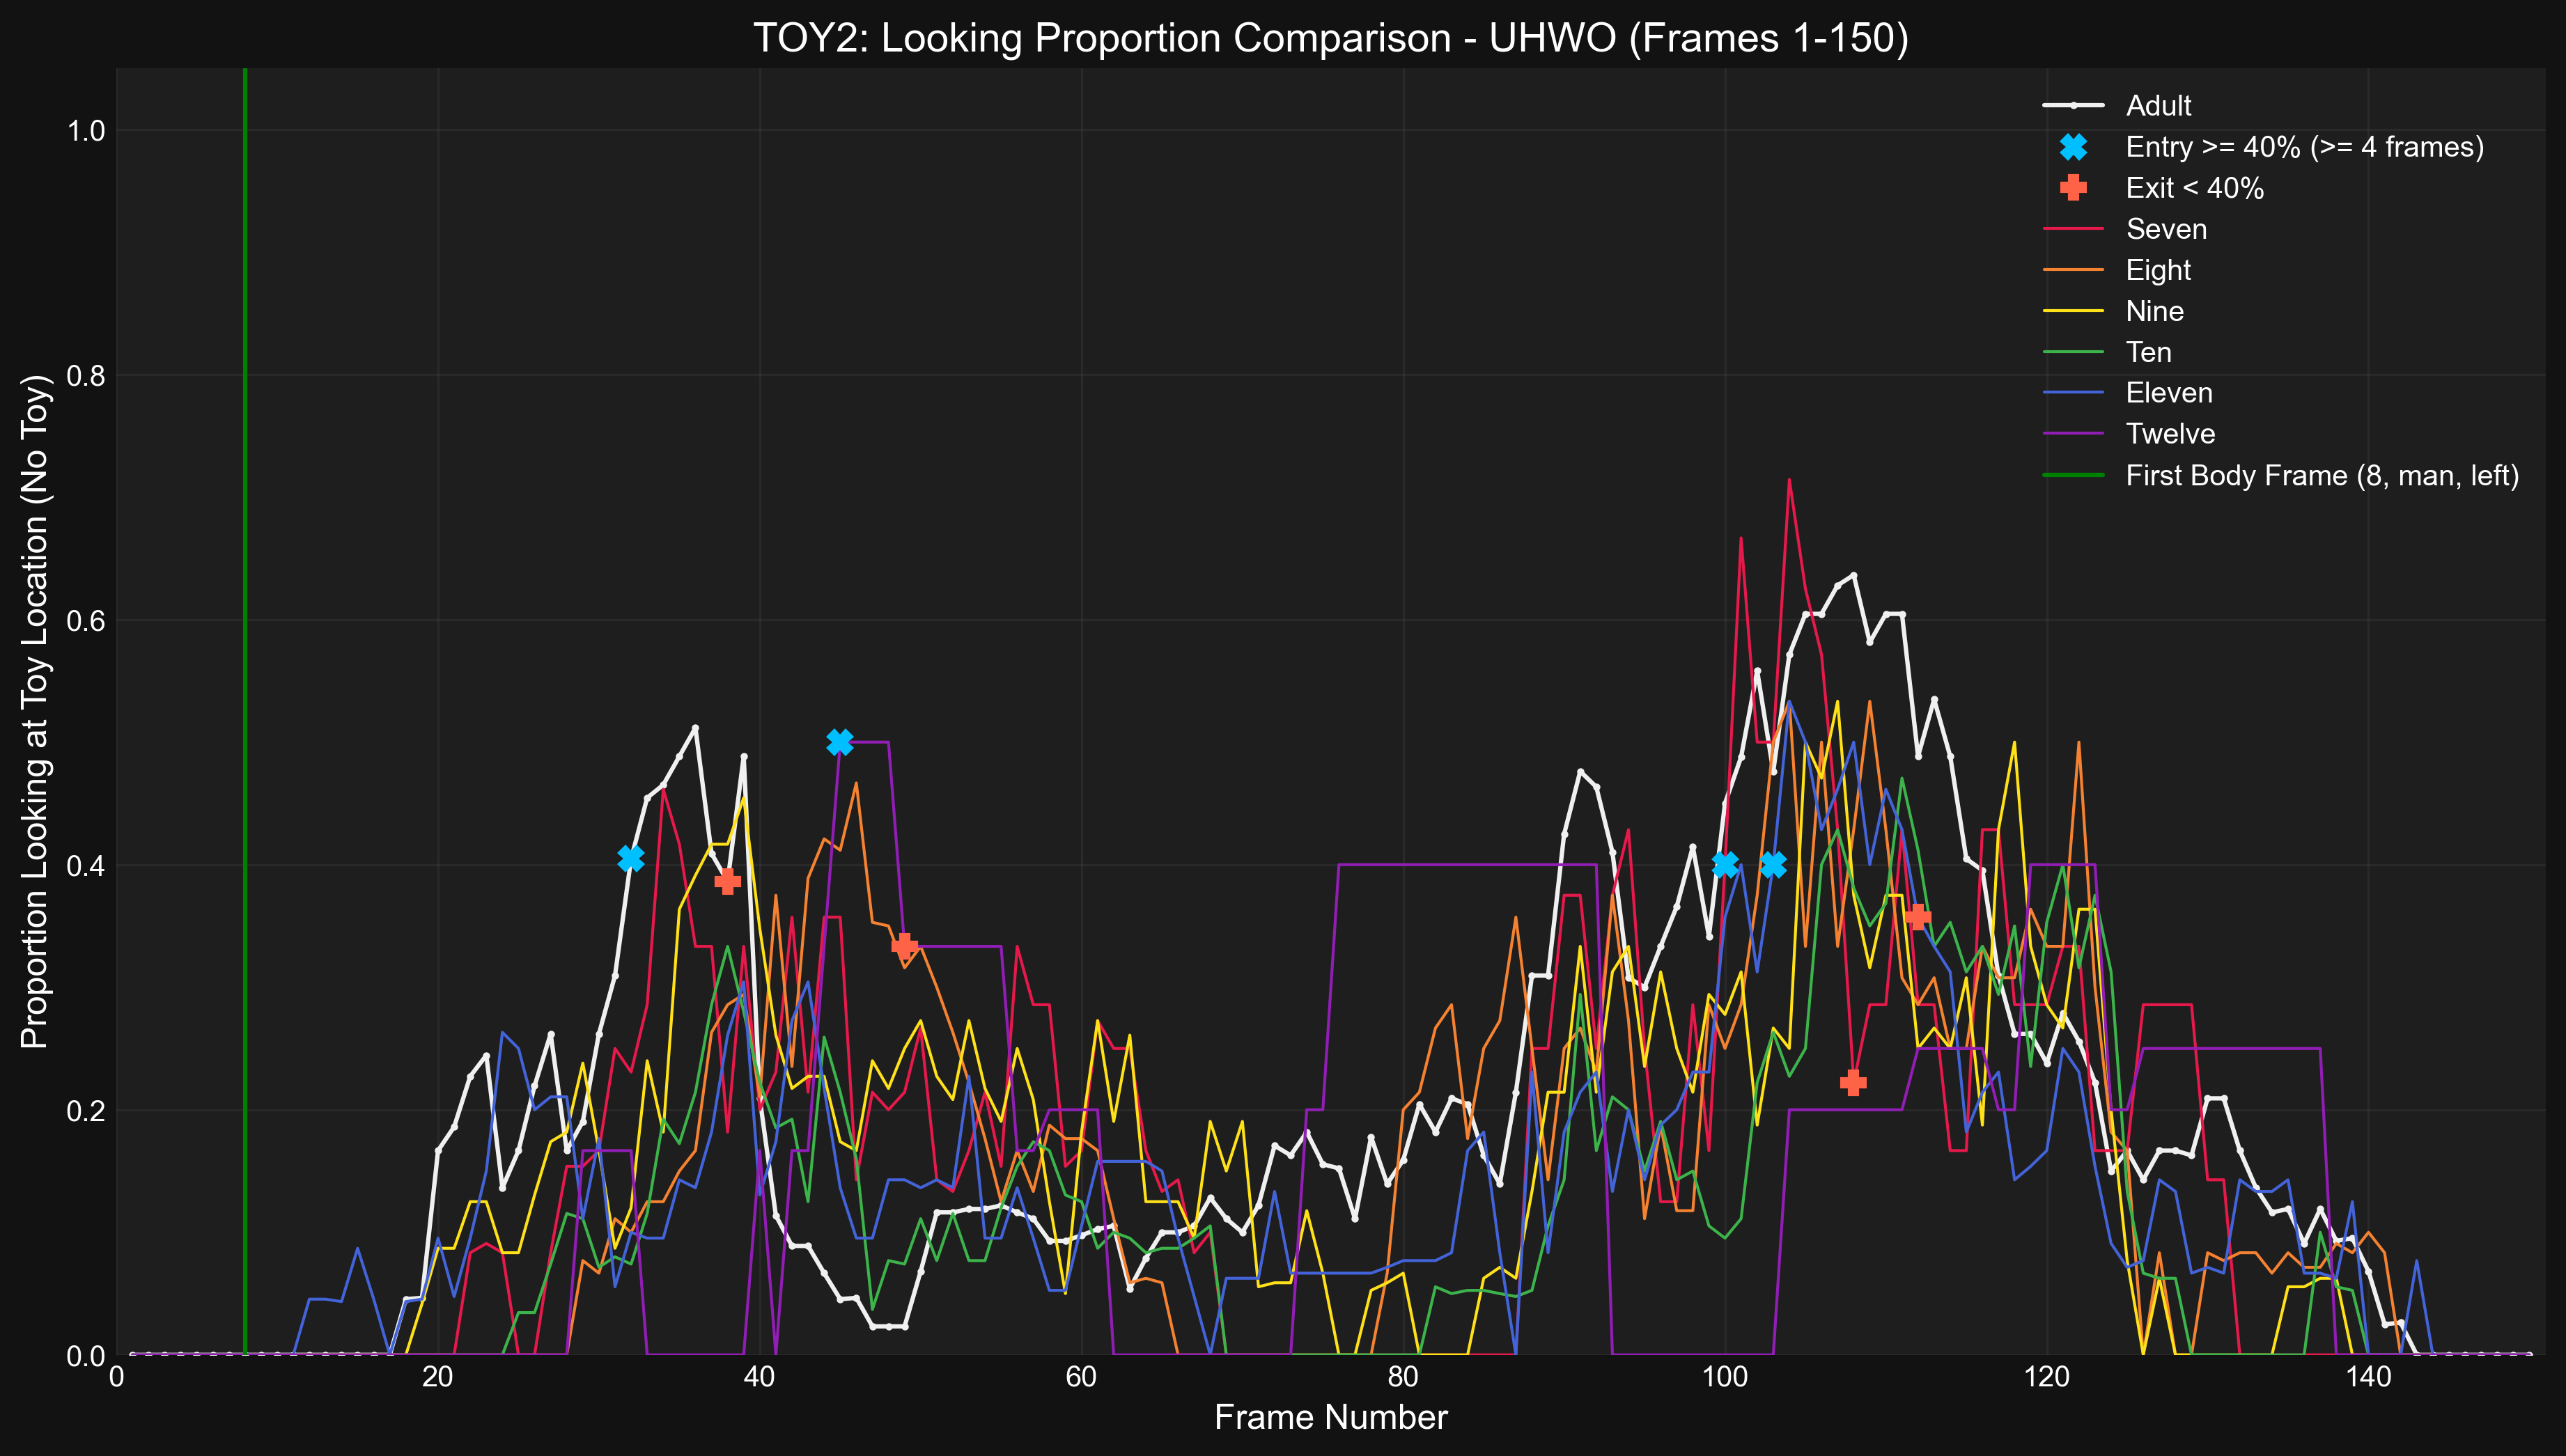 TOY2: Looking Proportion Comparison - UHWO (Frames 1-150)
Adult
Entry >= 40% (>= 4 frames)
Exit < 40%
Seven
Eight
Nine
Ten
Eleven
Twelve
First Body Frame (8, man, left)
Proportion Looking at Toy Location (No Toy)
1.0
0.8
0.6
0.4
0.2
0.0
0 20 40 60 80 100 120 140
Frame Number